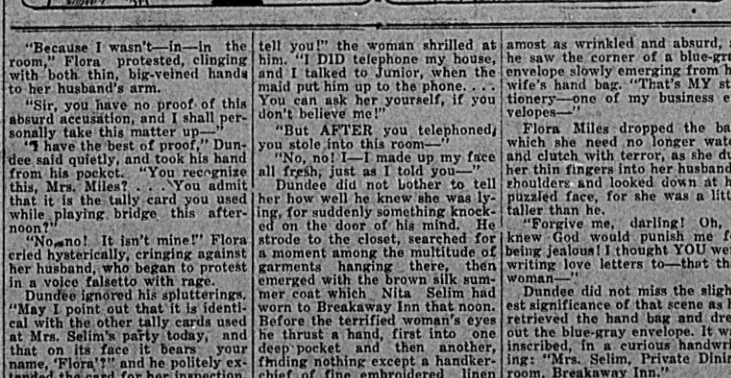 "Because I wasn't—in—in the
room," Flora protested, clinging
with both thin, big-veined hands
to her husband's arm.
"Sir, you have no proof of this
absurd accusation, and I shall per-
sonally take this matter up—"
"I have the best of proof," Dun-
dee said quietly, and took his hand
from his pocket. "You recognize
this, Mrs. Miles? . . . You admit
that it is the tally card you used
while playing bridge this after-
noon?"
"No—no! It isn't mine!" Flora
cried hysterically, cringing against
her husband, who began to protest
in a voice falsetto with rage.
Dundee ignored his splutterings.
"May I point out that it is identi-
cal with the other tally cards used
at Mrs. Selim's party today, and
that on its face it bears your
name, 'Flora'?" and he politely ex-
tended the card for her inspection.
tell you!" the woman shrilled at
him. "I DID telephone my house,
and I talked to Junior, when the
maid put him up to the phone. . . .
You can ask her yourself, if you
don't believe me!"
"But AFTER you telephoned,
you stole into this room—"
"No, no! I—I made up my face
all fresh, just as I told you—"
Dundee did not bother to tell
her how well he knew she was ly-
ing, for suddenly something knock-
ed on the door of his mind. He
strode to the closet, searched for
a moment among the multitude of
garments hanging there, then
emerged with the brown silk sum-
mer coat which Nita Selim had
worn to Breakaway Inn that noon.
Before the terrified woman's eyes
he thrust a hand, first into one
deep pocket and then another,
finding nothing except a handker-
chief of fine embroidered linen
amost as wrinkled and absurd,
he saw the corner of a blue-gr
envelope slowly emerging from h
wife's hand bag. "That's MY st
tionery—one of my business e
velopes—"
Flora Miles dropped the ba
which she need no longer wat
and clutch with terror, as she du
her thin fingers into her husband
shoulders and looked down at h
puzzled face, for she was a litt
taller than he.
"Forgive me, darling! Oh,
knew God would punish me f
being jealous! I thought YOU we
writing love letters to—that th
woman—"
Dundee did not miss the sligh
est significance of that scene as h
retrieved the hand bag and dre
out the blue-gray envelope. It wa
inscribed, in a curious handwri
ing: "Mrs. Selim, Private Dinin
room, Breakaway Inn."